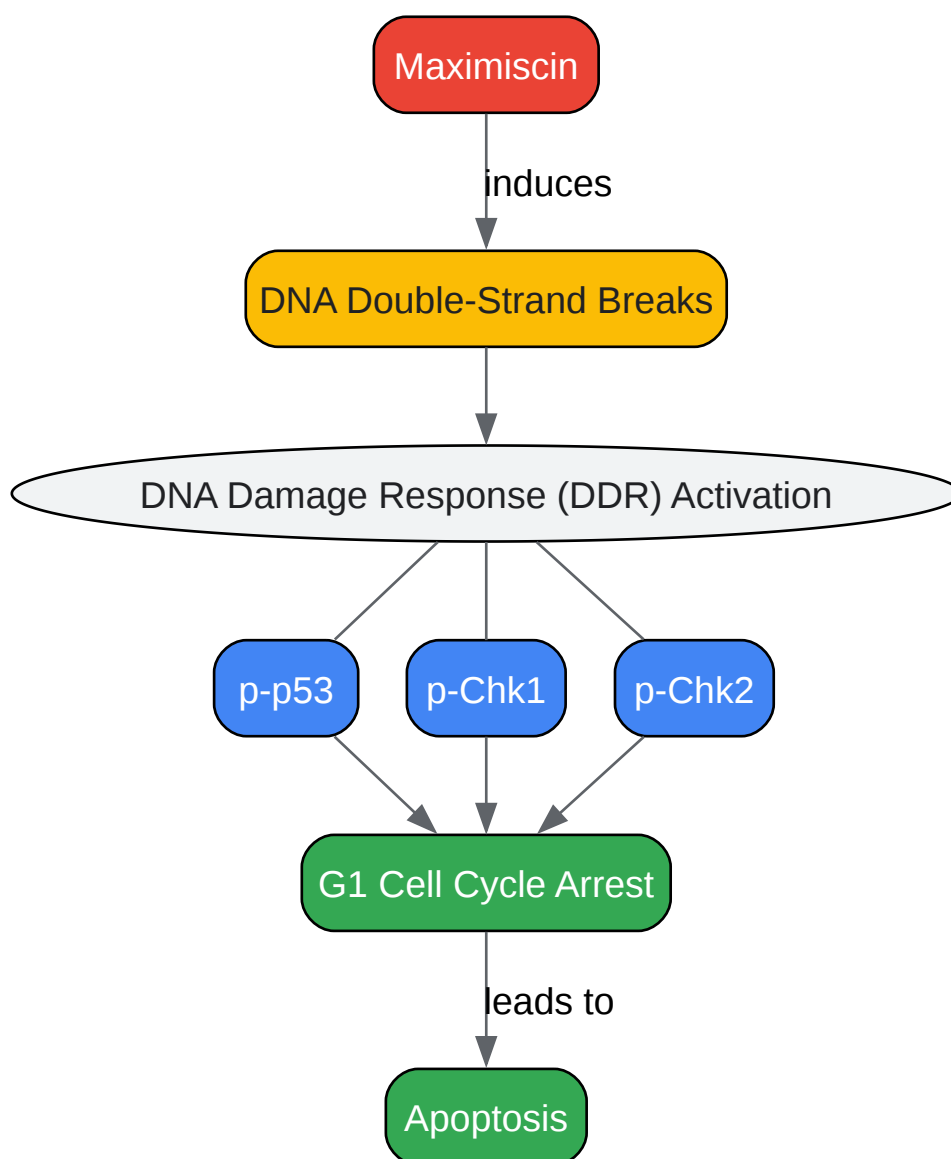 Maximiscin
induces
DNA Double-Strand Breaks
DNA Damage Response (DDR) Activation
p-p53
p-Chk1
p-Chk2
G1 Cell Cycle Arrest
leads to
Apoptosis